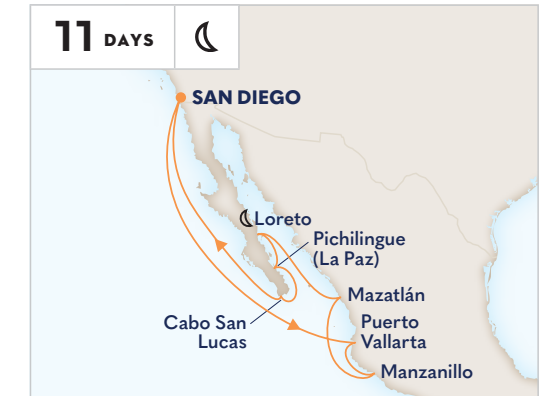 11 DAYS
SAN DIEGO
Loreto
Pichilingue
(La Paz)
Mazatlán
Cabo San
Lucas
Puerto
Vallarta
Manzanillo